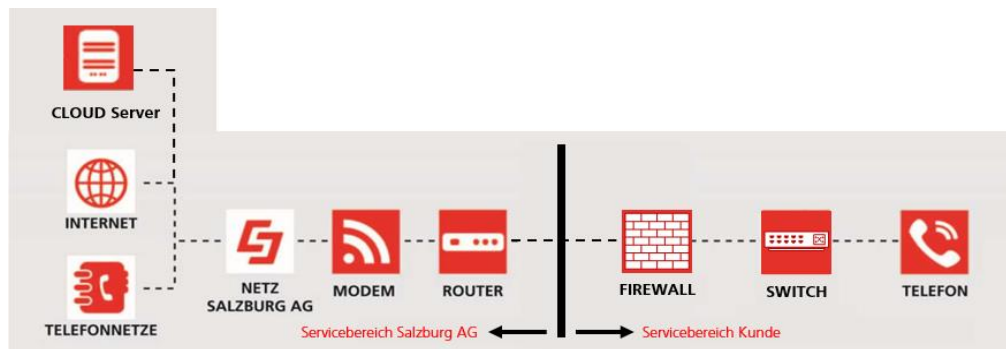 CLOUD Server
INTERNET
TELEFONNETZE
NETZ
SALZBURG AG
MODEM
ROUTER
FIREWALL
SWITCH
TELEFON
Servicebereich Salzburg AG
Servicebereich Kunde